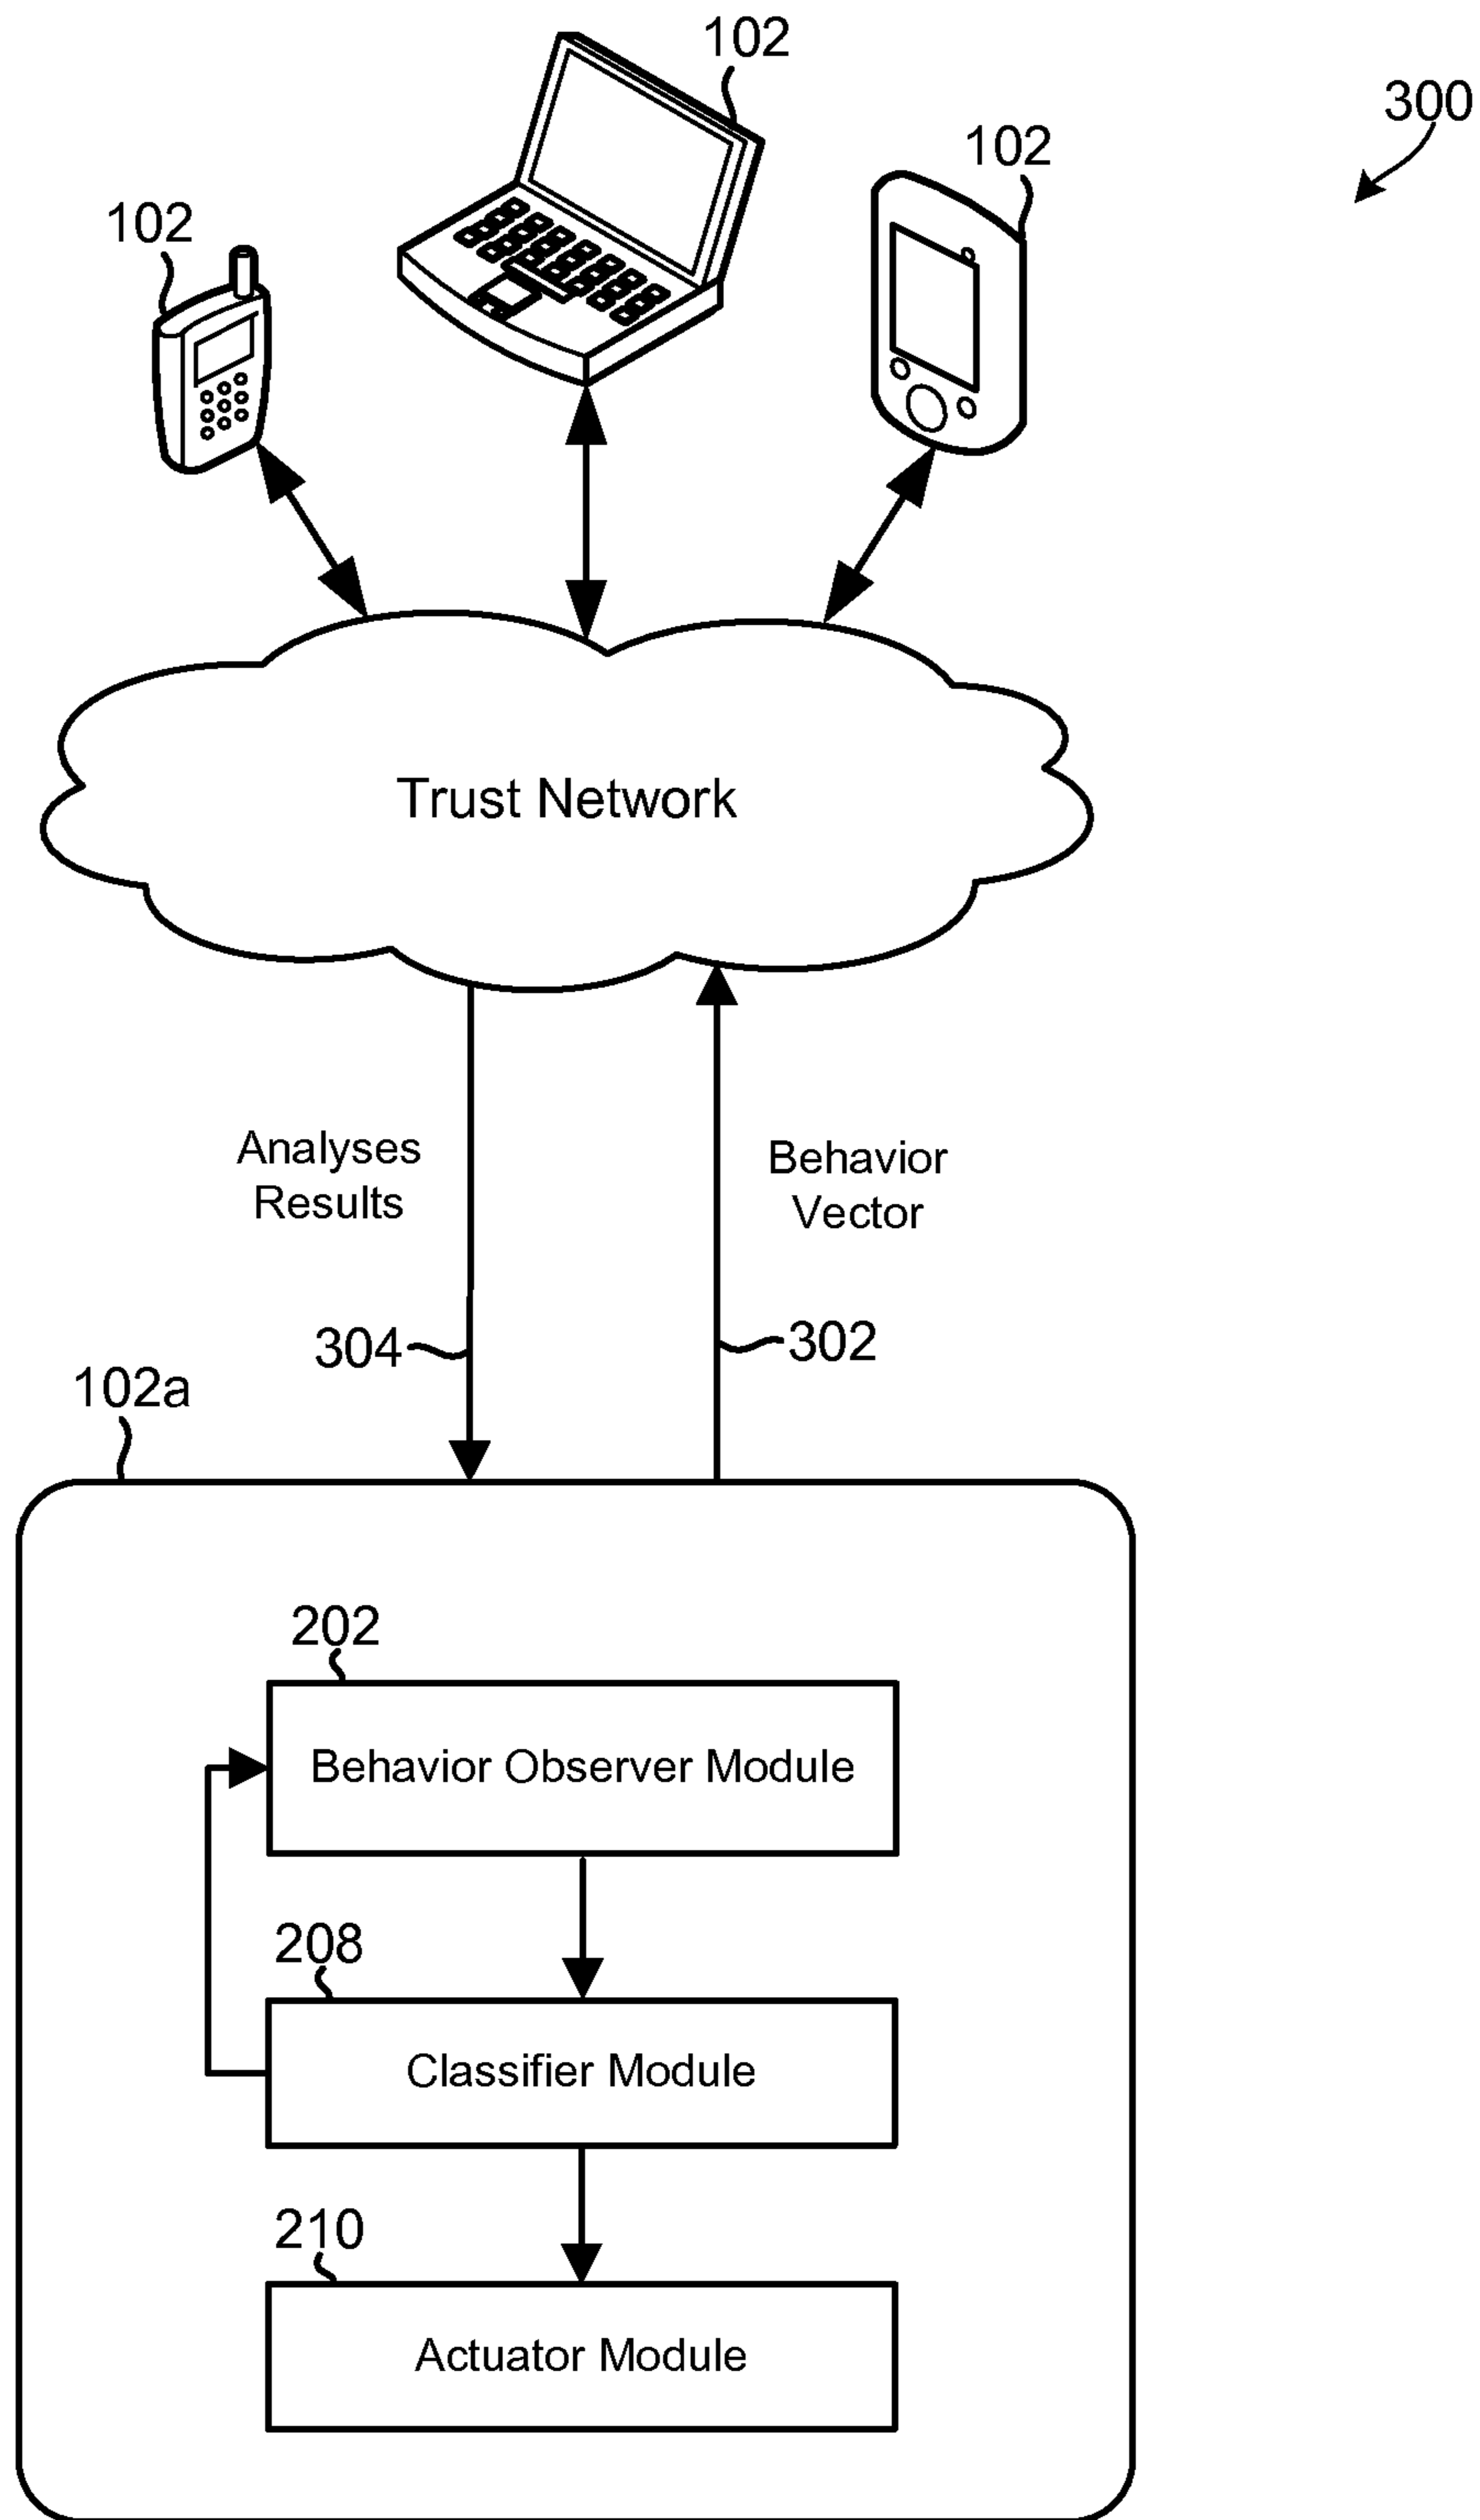 102
300
102
102
Trust Network
Analyses
Results
Behavior
Vector
304
302
102a
202
Behavior Observer Module
208
Classifier Module
210
Actuator Module